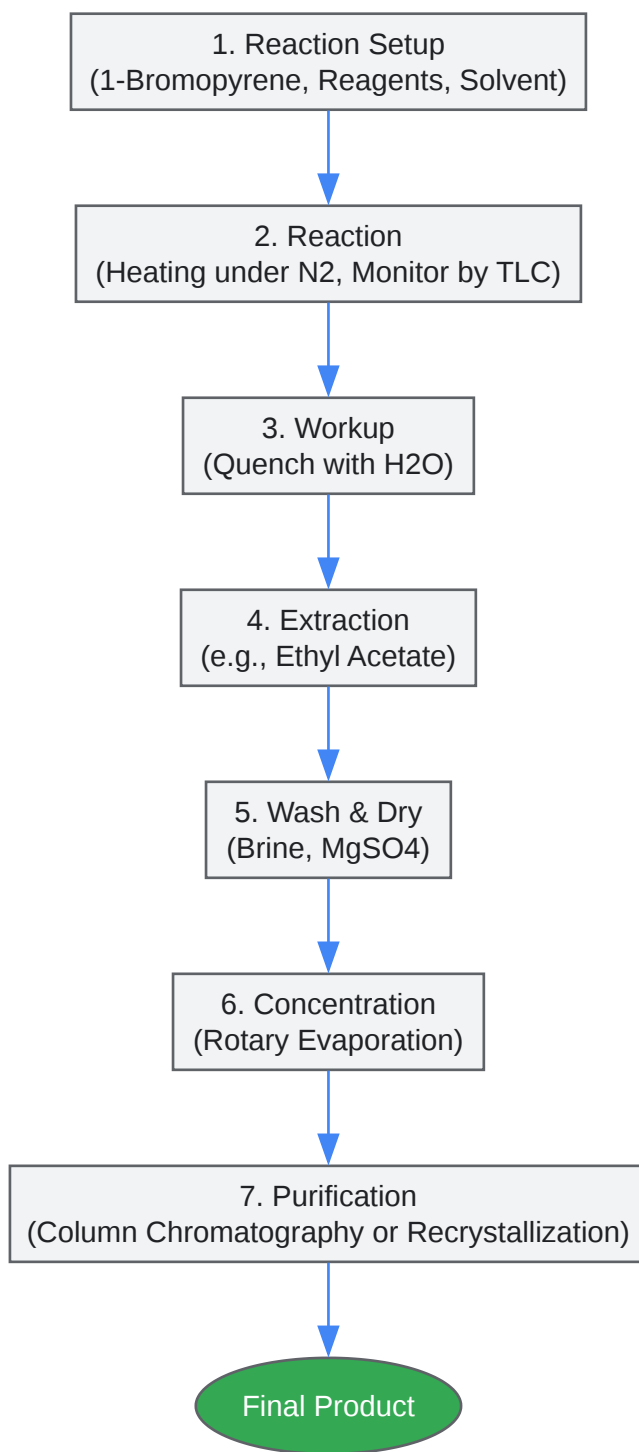 1. Reaction Setup
(1-Bromopyrene, Reagents, Solvent)
2. Reaction
(Heating under N2, Monitor by TLC)
3. Workup
(Quench with H2O)
4. Extraction
(e.g., Ethyl Acetate)
5. Wash & Dry
(Brine, MgSO4)
6. Concentration
(Rotary Evaporation)
7. Purification
(Column Chromatography or Recrystallization)
Final Product